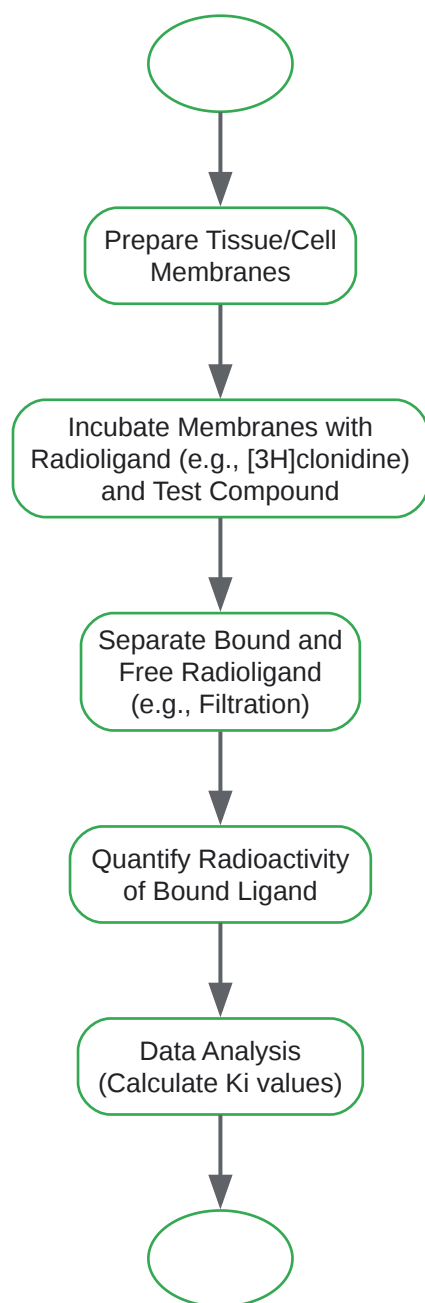 Prepare Tissue/Cell
Membranes
Incubate Membranes with
Radioligand (e.g., [3H]clonidine)
and Test Compound
Separate Bound and
Free Radioligand
(e.g., Filtration)
Quantify Radioactivity
of Bound Ligand
Data Analysis
(Calculate Ki values)